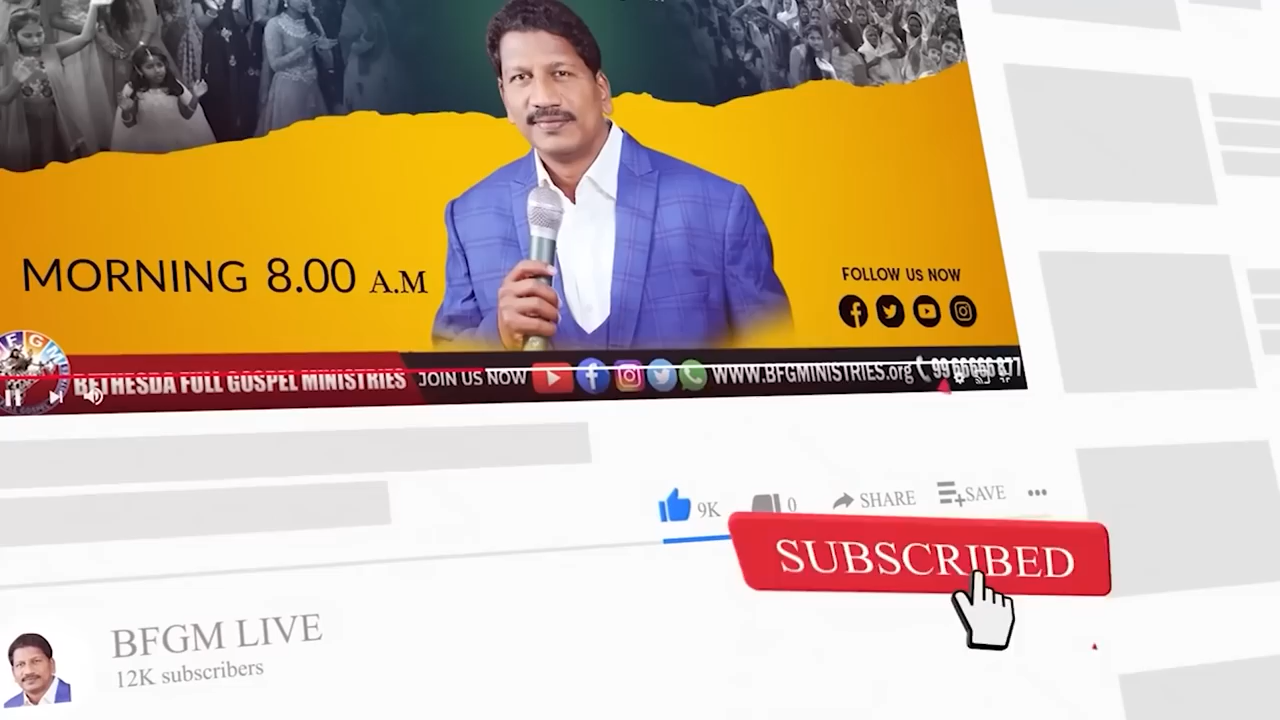 MORNING 8.00 A.M
FOLLOW US NOW
BETHESDA FULL GOSPEL MINISTRIES JOIN US NOW WWW.BFGMINISTRIES.org
9K 0 SHARE SAVE
SUBSCRIBED
BFGM LIVE
12K subscribers